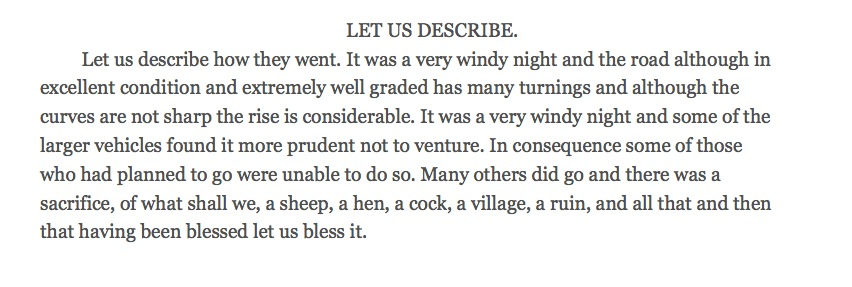 LET US DESCRIBE.
Let us describe how they went. It was a very windy night and the road although in
excellent condition and extremely well graded has many turnings and although the
curves are not sharp the rise is considerable. It was a very windy night and some of the
larger vehicles found it more prudent not to venture. In consequence some of those
who had planned to go were unable to do so. Many others did go and there was a
sacrifice, of what shall we, a sheep, a hen, a cock, a village, a ruin, and all that and then
that having been blessed let us bless it.